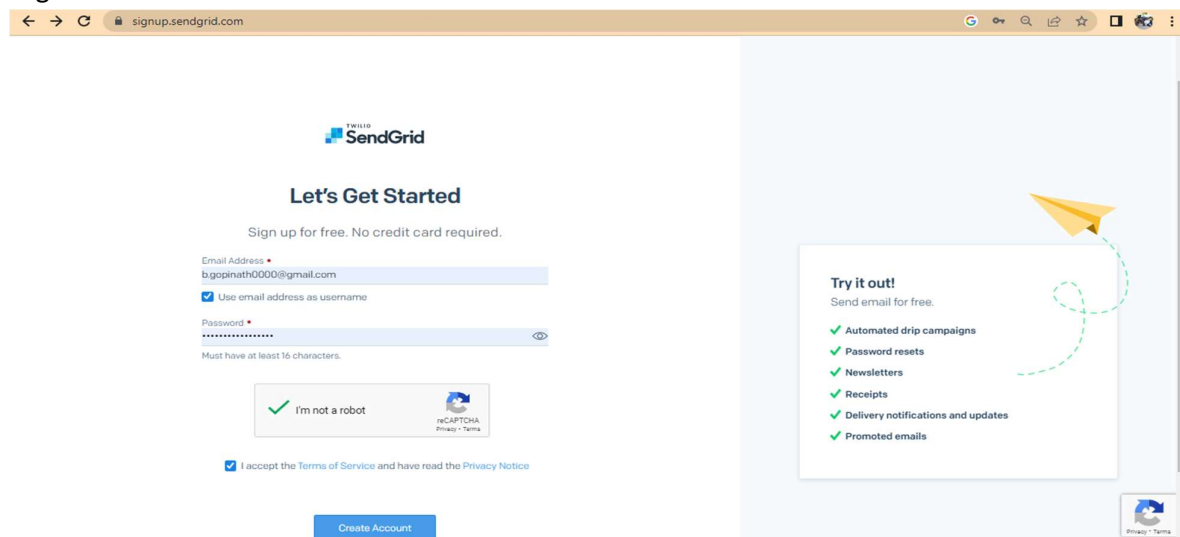 signup.sendgrid.com
TWILIO
SendGrid
Let's Get Started
Sign up for free. No credit card required.
Email Address •
b.gopinath0000@gmail.com
Use email address as username
Password •
•••••••••••••••••
Must have at least 16 characters.
I'm not a robot
reCAPTCHA
Privacy - Terms
I accept the Terms of Service and have read the Privacy Notice
Create Account
Try it out!
Send email for free.
Automated drip campaigns
Password resets
Newsletters
Receipts
Delivery notifications and updates
Promoted emails
Privacy - Terms